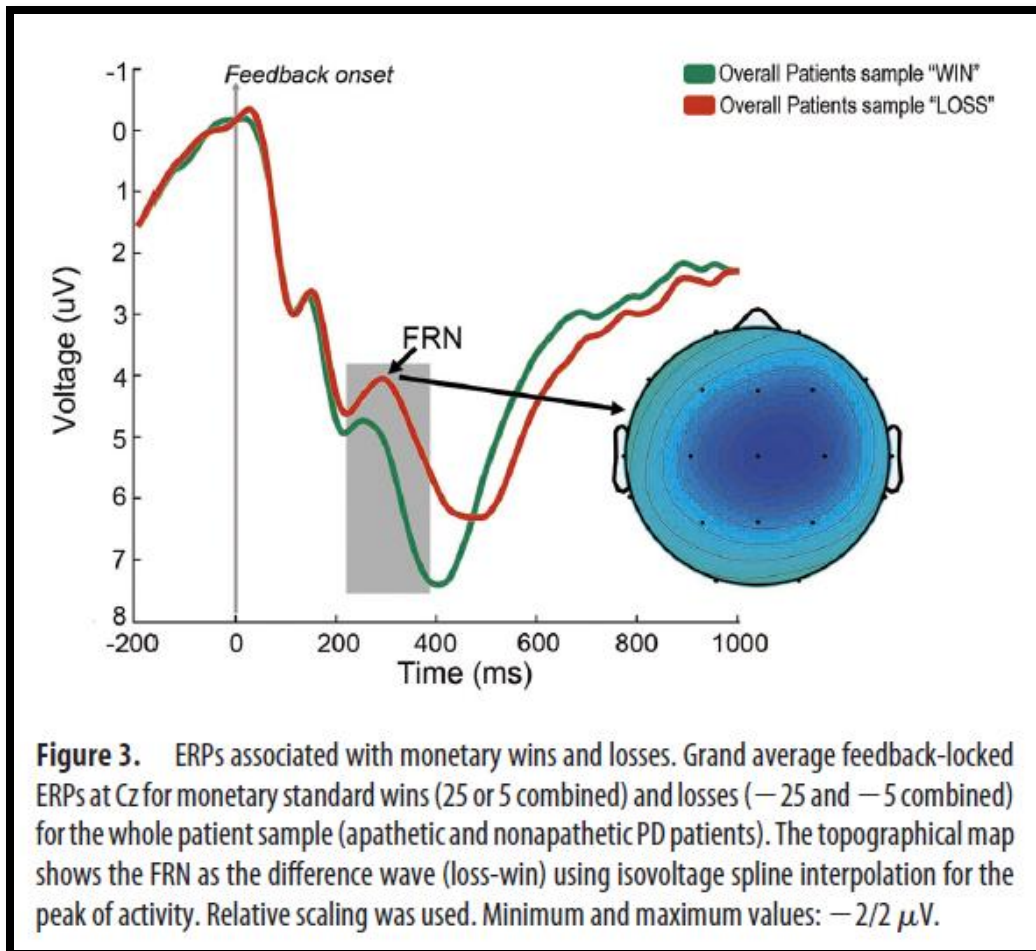 -1
Feedback onset
Overall Patients sample “WIN”
Overall Patients sample “LOSS”
0
1
2
3
4
5
6
7
8
Voltage (uV)
FRN
-200 0 200 400 600 800 1000
Time (ms)
Figure 3. ERPs associated with monetary wins and losses. Grand average feedback-locked
ERPs at Cz for monetary standard wins (25 or 5 combined) and losses (−25 and −5 combined)
for the whole patient sample (apathetic and nonapathetic PD patients). The topographical map
shows the FRN as the difference wave (loss-win) using isovoltage spline interpolation for the
peak of activity. Relative scaling was used. Minimum and maximum values: −2/2 μV.